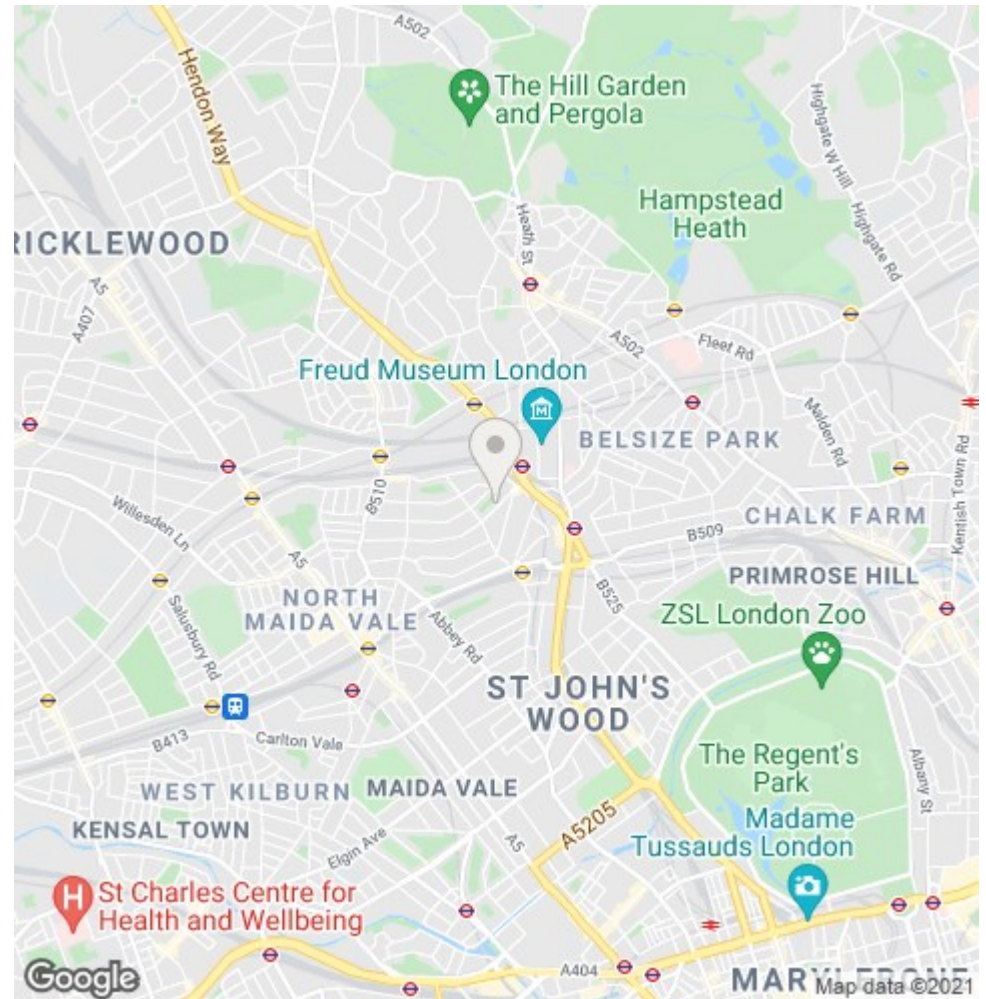 A502
Hendon Way
The Hill Garden
and Pergola
Highgate W Hill
Hampstead
Heath
Heath St
Highgate Rd
RICKLEWOOD
A5
A407
A502
Fleet Rd
Freud Museum London
M
BELSIZE PARK
Malden Rd
Kentish Town Rd
B510
Willesden Ln
A5
CHALK FARM
B509
PRIMROSE HILL
NORTH
MAIDA VALE
Salusbury Rd
Abbey Rd
B525
ZSL London Zoo
ST JOHN'S
WOOD
B413
Carlton Vale
The Regent's
Park
Albany St
WEST KILBURN
MAIDA VALE
KENSAL TOWN
Elgin Ave
A5
A5205
Madame
Tussauds London
H
St Charles Centre for
Health and Wellbeing
A404
MARYLEBONE
Google
Map data ©2021